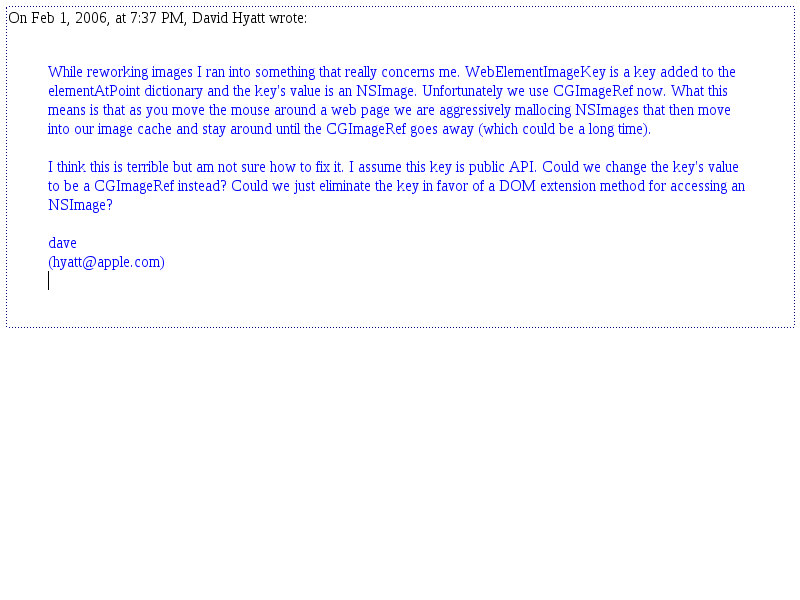 On Feb 1, 2006, at 7:37 PM, David Hyatt wrote:
While reworking images I ran into something that really concerns me. WebElementImageKey is a key added to the
elementAtPoint dictionary and the key's value is an NSImage. Unfortunately we use CGImageRef now. What this
means is that as you move the mouse around a web page we are aggressively mallocing NSImages that then move
into our image cache and stay around until the CGImageRef goes away (which could be a long time).
I think this is terrible but am not sure how to fix it. I assume this key is public API. Could we change the key's value
to be a CGImageRef instead? Could we just eliminate the key in favor of a DOM extension method for accessing an
NSImage?
dave
(hyatt@apple.com)